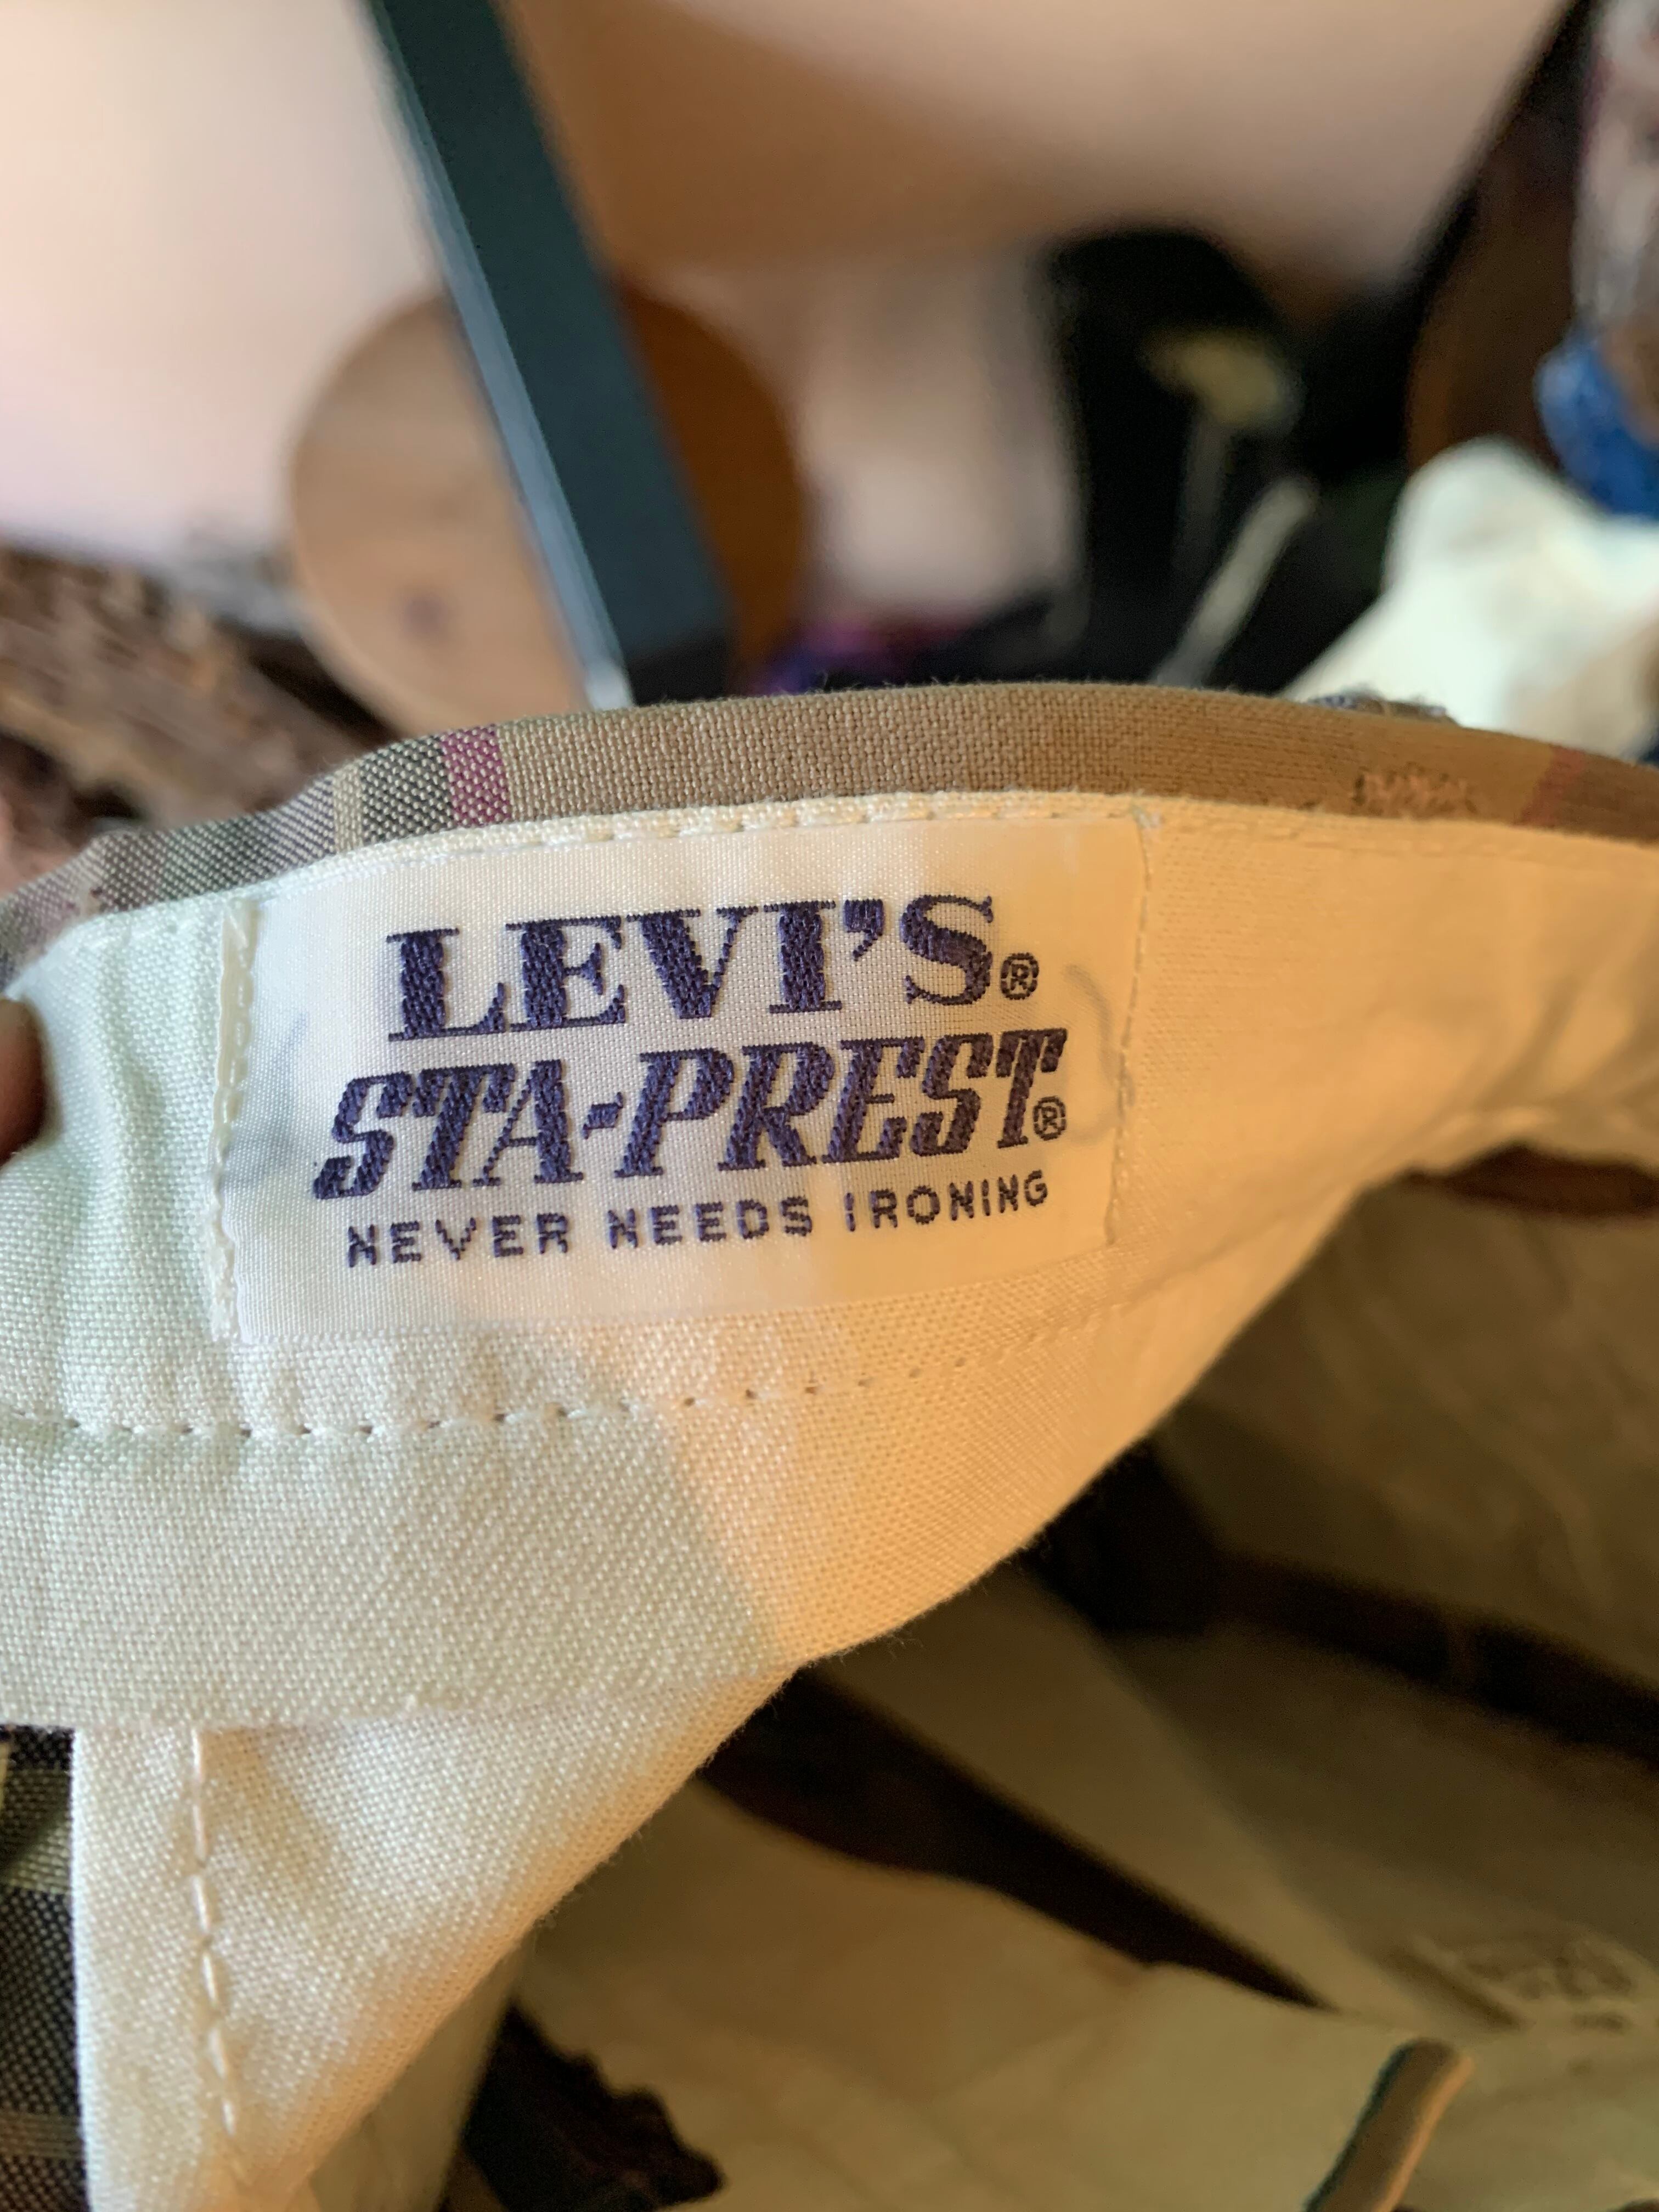 LEVI'S®
STA-PREST®
NEVER NEEDS IRONING